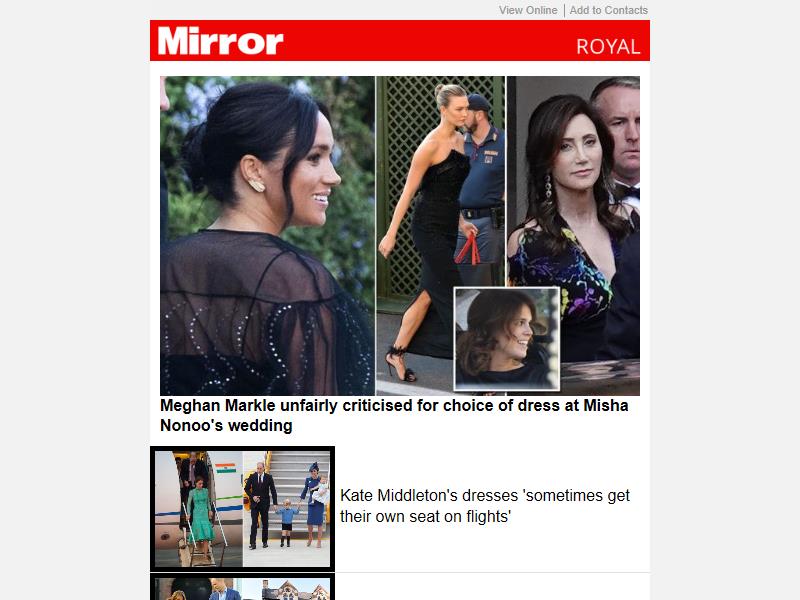 View Online | Add to Contacts
Mirror ROYAL
Meghan Markle unfairly criticised for choice of dress at Misha
Nonoo's wedding
Kate Middleton's dresses 'sometimes get
their own seat on flights'